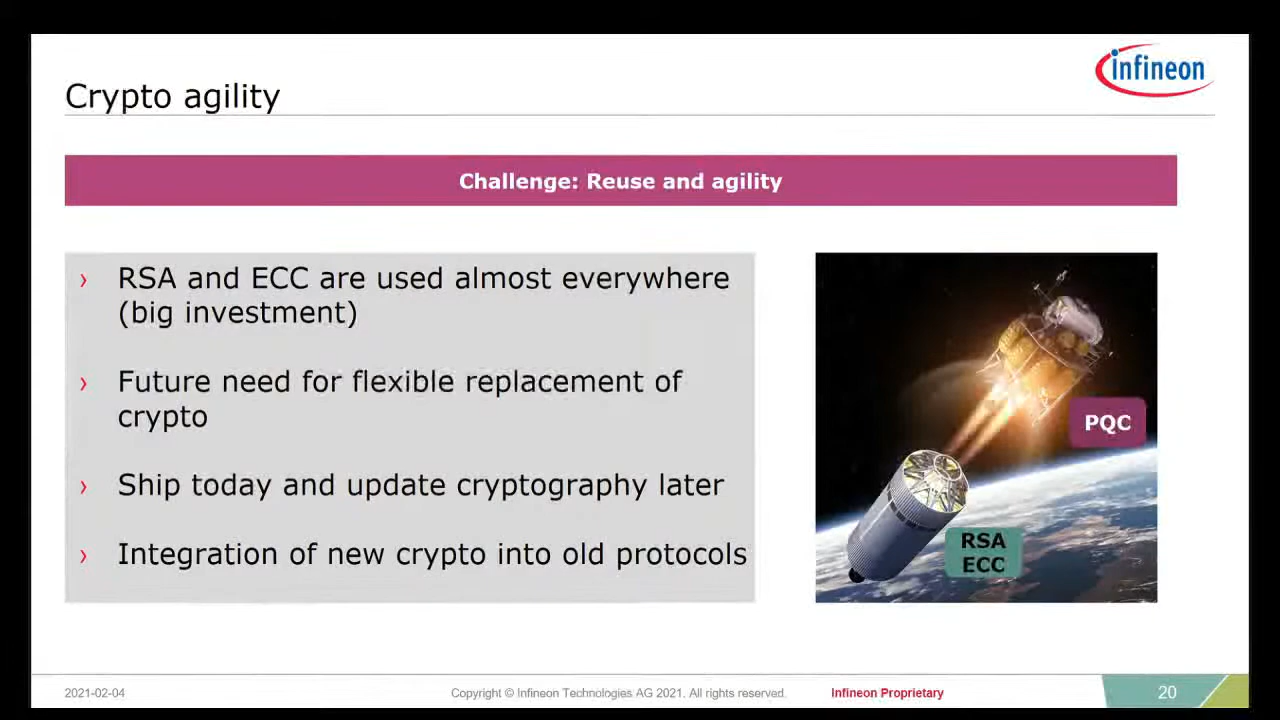 infineon
Crypto agility
Challenge: Reuse and agility
› RSA and ECC are used almost everywhere
(big investment)
› Future need for flexible replacement of
crypto
› Ship today and update cryptography later
› Integration of new crypto into old protocols
PQC
RSA
ECC
2021-02-04
Copyright © Infineon Technologies AG 2021. All rights reserved.
Infineon Proprietary
20